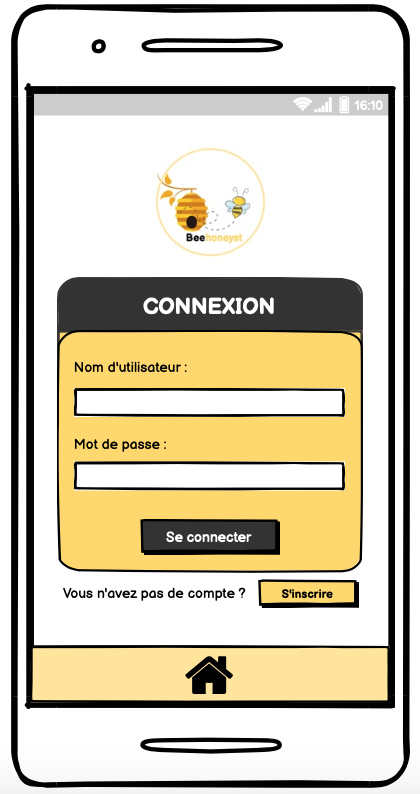 16:10
Beehoneyst
CONNEXION
Nom d'utilisateur :
Mot de passe :
Se connecter
Vous n'avez pas de compte ? S'inscrire